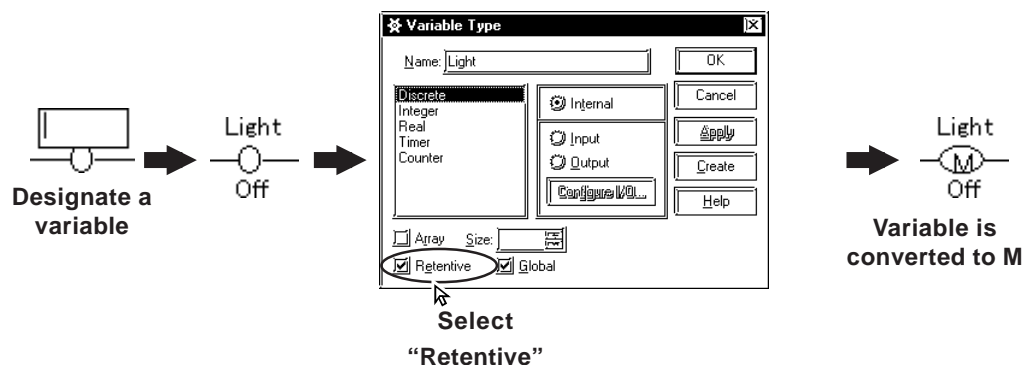 Designate a
variable
Light
Off
Variable Type
Name: Light
OK
Discrete
Integer
Real
Timer
Counter
Internal
Input
Output
Configure I/O...
Cancel
Apply
Create
Help
Array Size:
Retentive Global
Select
“Retentive”
Light
M
Off
Variable is
converted to M